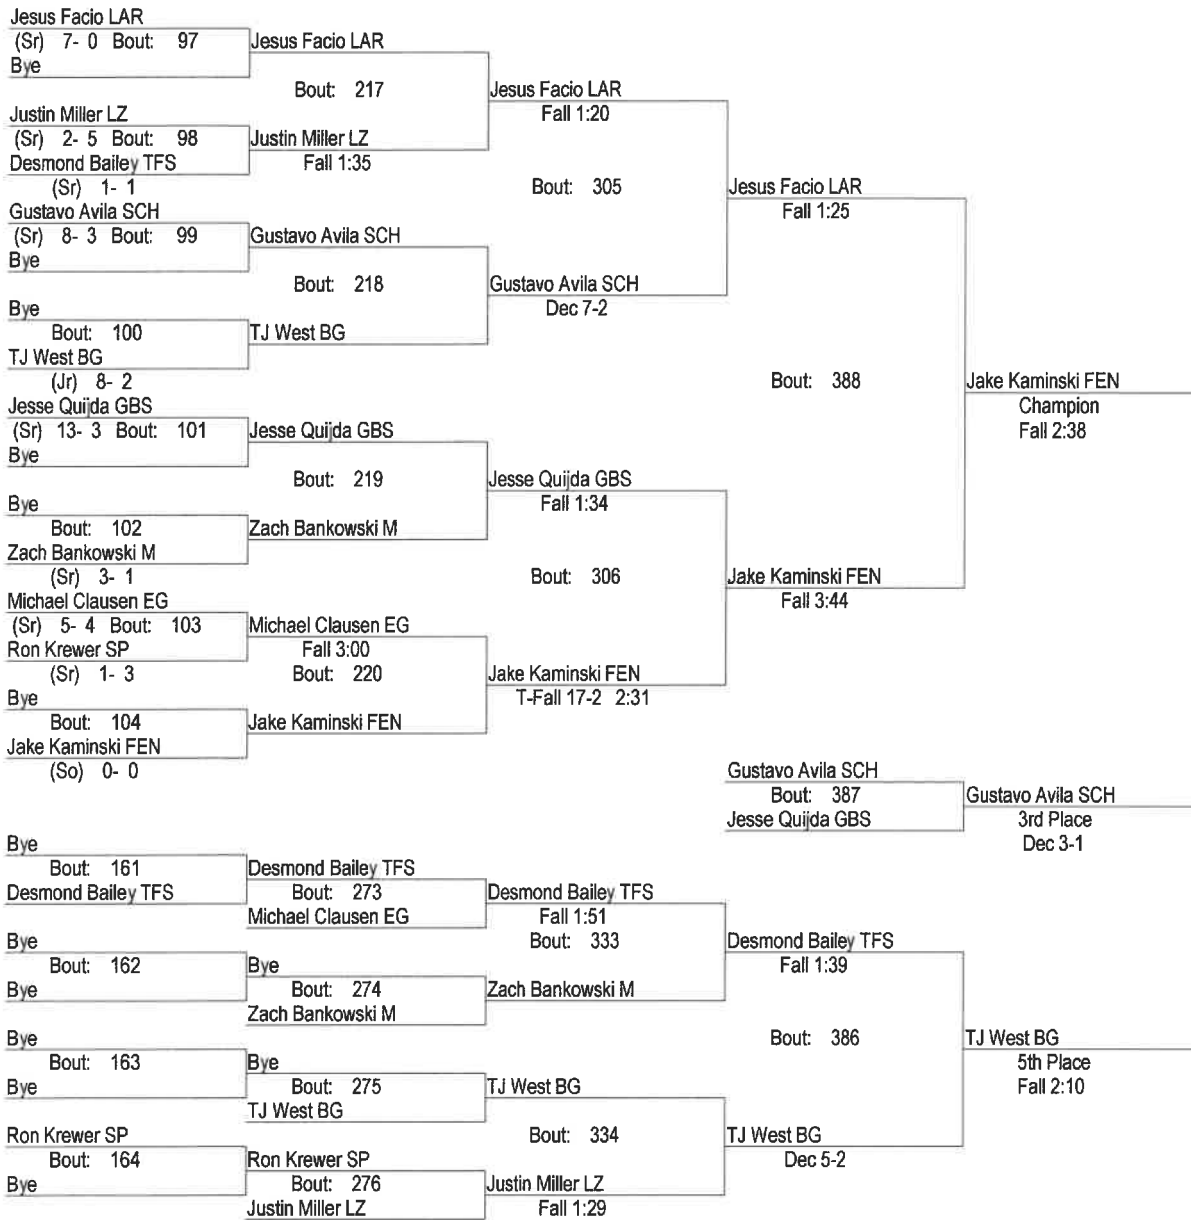 Jesus Facio LAR
(Sr) 7- 0 Bout: 97
Bye
Jesus Facio LAR
Bout: 217
Justin Miller LZ
(Sr) 2- 5 Bout: 98
Desmond Bailey TFS
(Sr) 1- 1
Justin Miller LZ
Fall 1:35
Jesus Facio LAR
Fall 1:20
Bout: 305
Gustavo Avila SCH
(Sr) 8- 3 Bout: 99
Bye
Gustavo Avila SCH
Bout: 218
Bye
Bout: 100
TJ West BG
(Jr) 8- 2
TJ West BG
Gustavo Avila SCH
Dec 7-2
Jesus Facio LAR
Fall 1:25
Bout: 388
Jesse Quijda GBS
(Sr) 13- 3 Bout: 101
Bye
Jesse Quijda GBS
Bout: 219
Bye
Bout: 102
Zach Bankowski M
(Sr) 3- 1
Zach Bankowski M
Jesse Quijda GBS
Fall 1:34
Bout: 306
Michael Clausen EG
(Sr) 5- 4 Bout: 103
Ron Krewer SP
(Sr) 1- 3
Michael Clausen EG
Fall 3:00
Bout: 220
Bye
Bout: 104
Jake Kaminski FEN
(So) 0- 0
Jake Kaminski FEN
Jake Kaminski FEN
T-Fall 17-2 2:31
Jake Kaminski FEN
Fall 3:44
Jake Kaminski FEN
Champion
Fall 2:38
Gustavo Avila SCH
Bout: 387
Jesse Quijda GBS
Gustavo Avila SCH
3rd Place
Dec 3-1
Bye
Bout: 161
Desmond Bailey TFS
Desmond Bailey TFS
Bout: 273
Michael Clausen EG
Desmond Bailey TFS
Fall 1:51
Bout: 333
Bye
Bout: 162
Bye
Bye
Bout: 274
Zach Bankowski M
Zach Bankowski M
Desmond Bailey TFS
Fall 1:39
Bout: 386
Bye
Bout: 163
Bye
Bye
Bout: 275
TJ West BG
TJ West BG
Bout: 334
Ron Krewer SP
Bout: 164
Bye
Ron Krewer SP
Bout: 276
Justin Miller LZ
Justin Miller LZ
Fall 1:29
TJ West BG
Dec 5-2
TJ West BG
5th Place
Fall 2:10